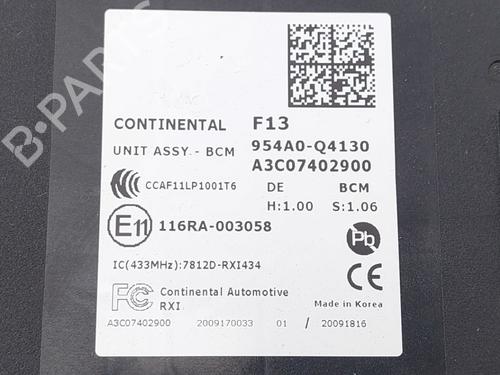 CONTINENTAL F13
UNIT ASSY.- BCM 954A0-Q4130
A3C07402900
CCAF11LP1001T6 DE BCM
H:1.00 S:1.06
E11 116RA-003058
Pb
IC(433MHz):7812D-RXI434
FC Continental Automotive CE
RXI Made in Korea
A3C07402900 2009170033 01 / 20091816
B-PARTS